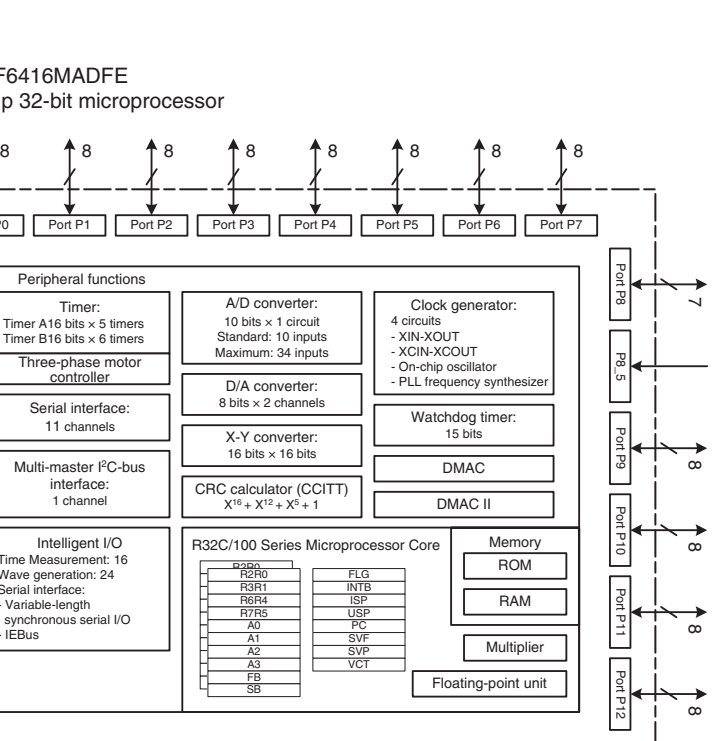 F6416MADFE
p 32-bit microprocessor
8 8 8 8 8 8 8 8
P0 Port P1 Port P2 Port P3 Port P4 Port P5 Port P6 Port P7
Peripheral functions
Timer:
Timer A16 bits × 5 timers
Timer B16 bits × 6 timers
Three-phase motor
controller
Serial interface:
11 channels
Multi-master I²C-bus
interface:
1 channel
Intelligent I/O
Time Measurement: 16
Wave generation: 24
Serial interface:
- Variable-length
synchronous serial I/O
- IEBus
A/D converter:
10 bits × 1 circuit
Standard: 10 inputs
Maximum: 34 inputs
D/A converter:
8 bits × 2 channels
X-Y converter:
16 bits × 16 bits
CRC calculator (CCITT)
X¹⁶ + X¹² + X⁵ + 1
Clock generator:
4 circuits
- XIN-XOUT
- XCIN-XCOUT
- On-chip oscillator
- PLL frequency synthesizer
Watchdog timer:
15 bits
DMAC
DMAC II
R32C/100 Series Microprocessor Core
R2R0
R2R0
R3R1
R6R4
R7R5
A0
A1
A2
A3
FB
SB
FLG
INTB
ISP
USP
PC
SVF
SVP
VCT
Memory
ROM
RAM
Multiplier
Floating-point unit
Port P8
7
P8_5
Port P9
8
Port P10
8
Port P11
8
Port P12
8